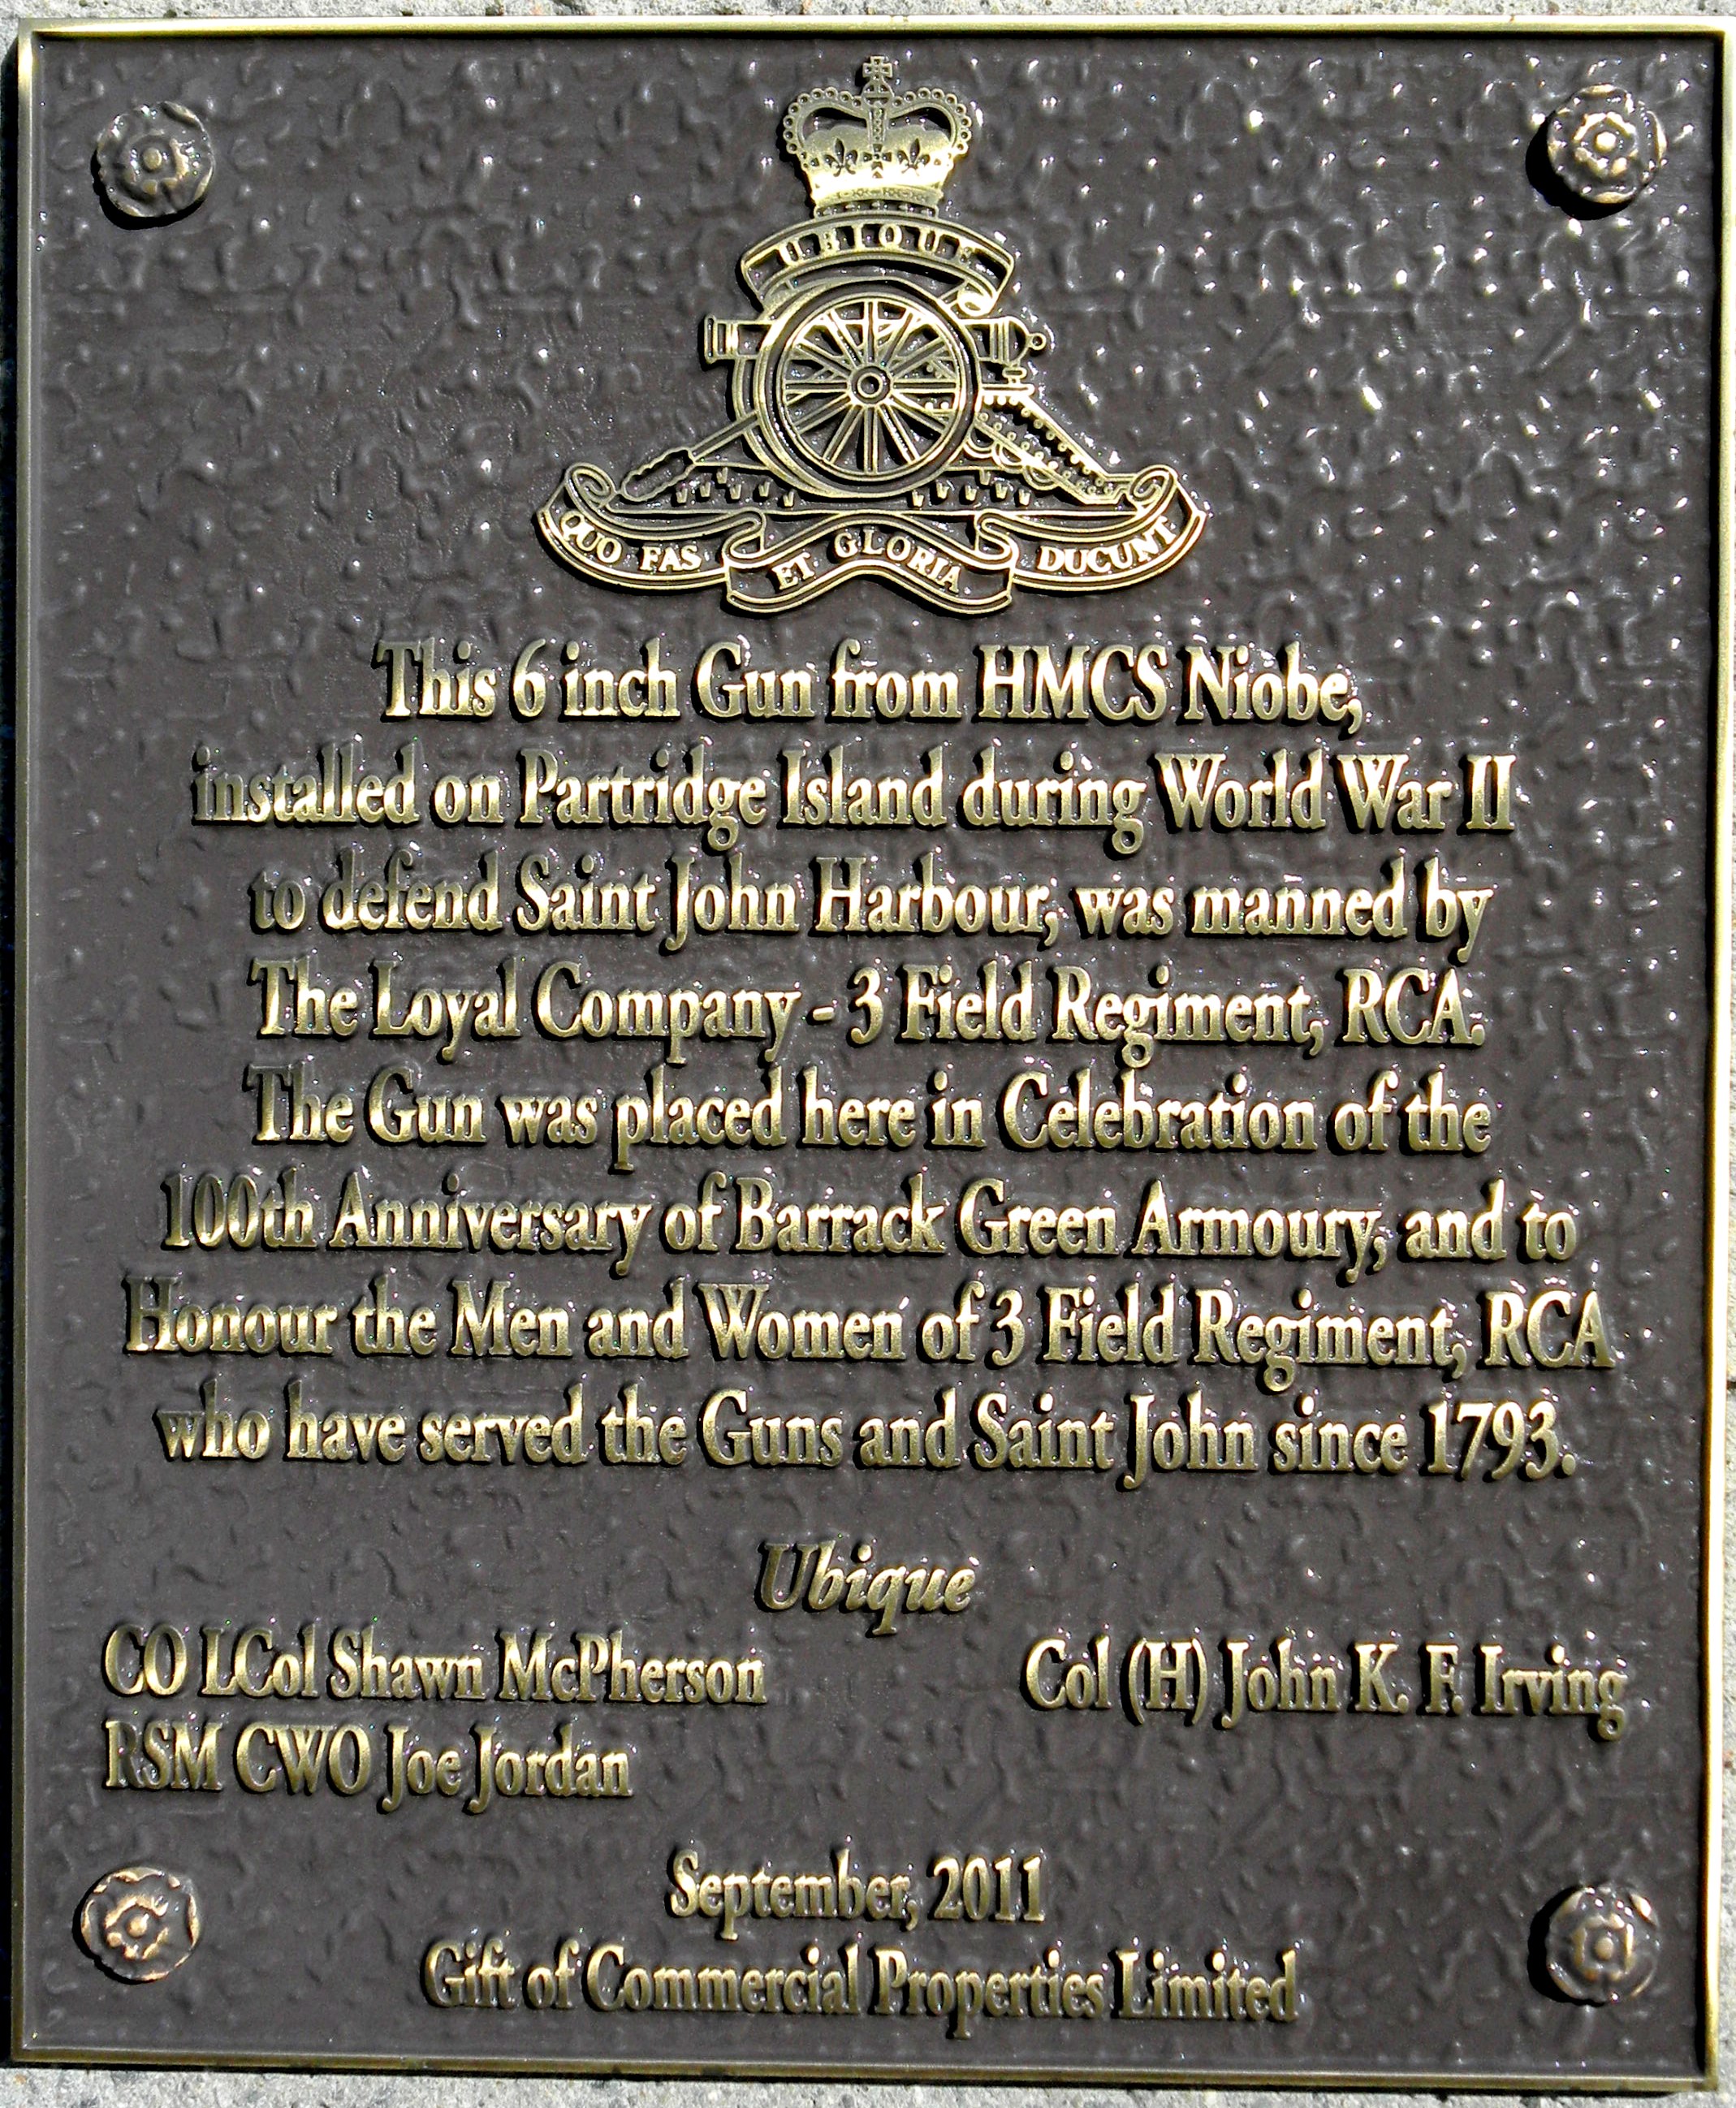 UBIQUE
QUO FAS ET GLORIA DUCUNT
This 6 inch Gun from HMCS Niobe,
installed on Partridge Island during World War II
to defend Saint John Harbour, was manned by
The Loyal Company - 3 Field Regiment, RCA.
The Gun was placed here in Celebration of the
100th Anniversary of Barrack Green Armoury, and to
Honour the Men and Women of 3 Field Regiment, RCA
who have served the Guns and Saint John since 1793.
Ubique
CO LCol Shawn McPherson
Col (H) John K. F. Irving
RSM CWO Joe Jordan
September, 2011
Gift of Commercial Properties Limited